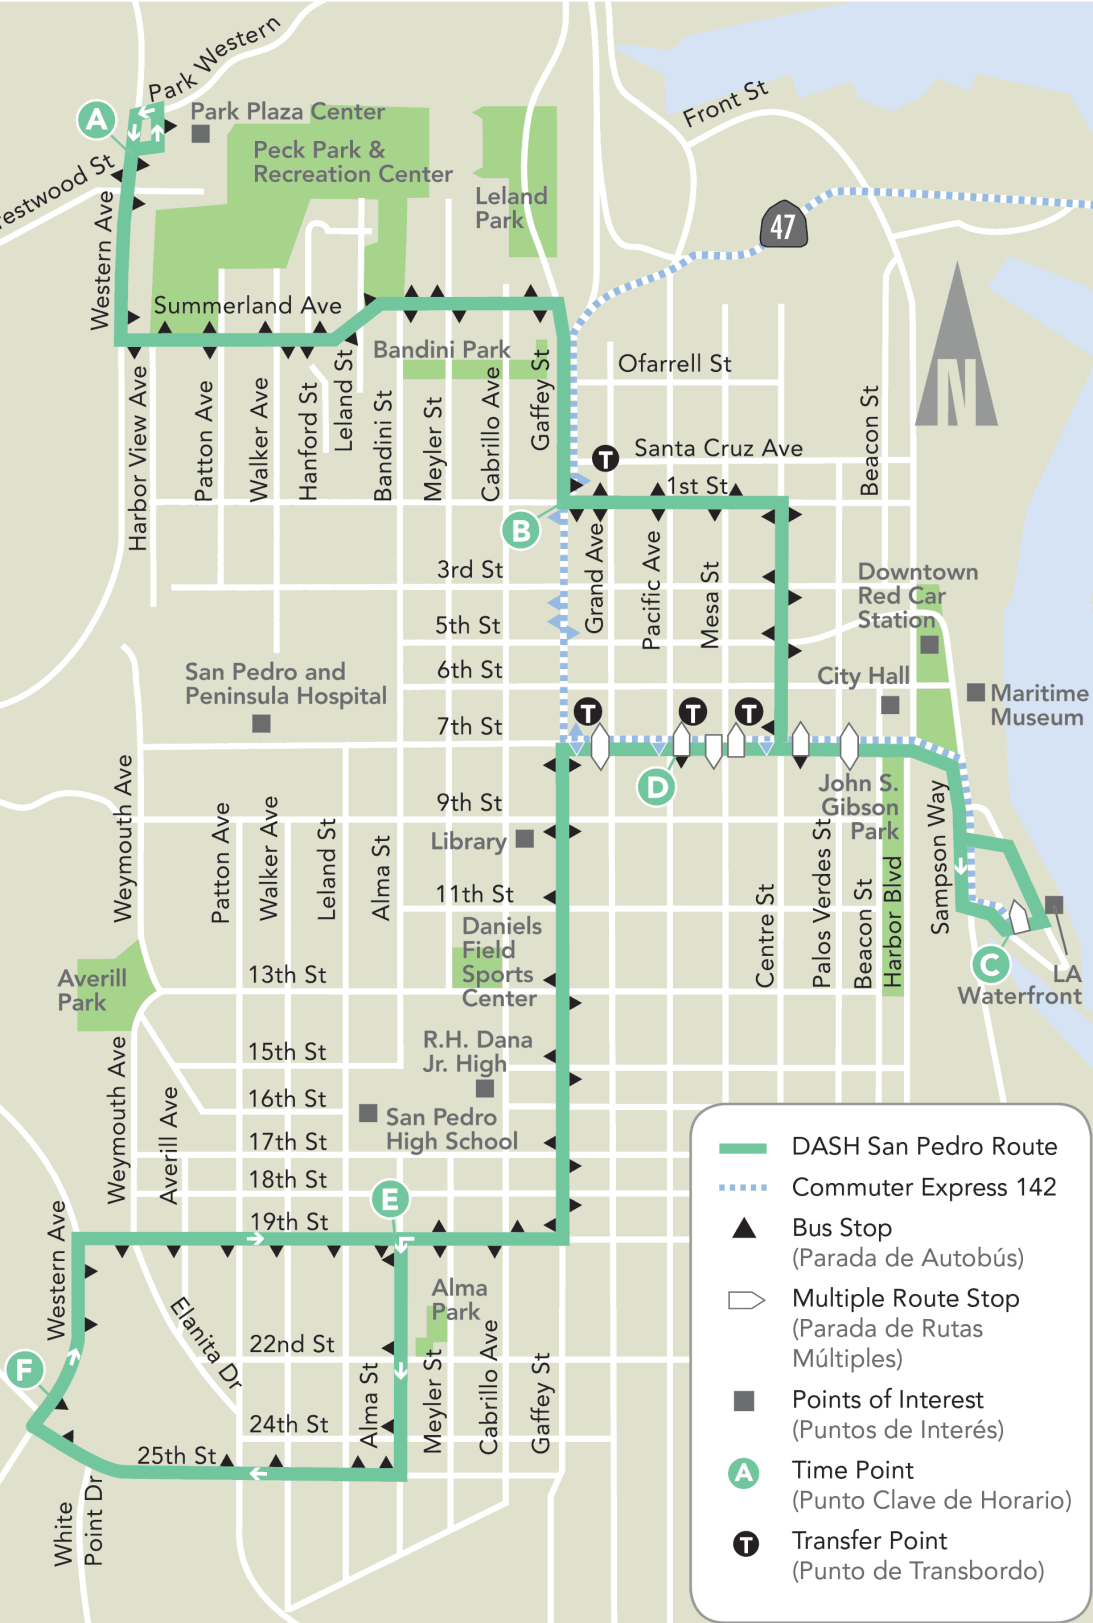 Park Western
A
Park Plaza Center
Front St
Peck Park &
Recreation Center
restwood St
Leland
Park
47
Western Ave
Summerland Ave
Bandini Park
Ofarrell St
N
Harbor View Ave
Patton Ave
Walker Ave
Hanford St
Leland St
Bandini St
Meyler St
Cabrillo Ave
Gaffey St
T
Santa Cruz Ave
Beacon St
1st St
B
Grand Ave
Pacific Ave
Mesa St
3rd St
Downtown
Red Car
Station
5th St
6th St
San Pedro and
Peninsula Hospital
City Hall
Maritime
Museum
7th St
T
T
T
D
John S.
Gibson
Park
Weymouth Ave
9th St
Library
Patton Ave
Walker Ave
Leland St
Alma St
11th St
Centre St
Palos Verdes St
Beacon St
Harbor Blvd
Sampson Way
C
LA
Waterfront
Daniels
Field
Sports
Center
Averill
Park
13th St
R.H. Dana
Jr. High
15th St
16th St
San Pedro
High School
17th St
Weymouth Ave
Averill Ave
18th St
E
19th St
Western Ave
Alma
Park
Elanita Dr
22nd St
F
Alma St
Meyler St
Cabrillo Ave
Gaffey St
24th St
25th St
White
Point Dr
DASH San Pedro Route
Commuter Express 142
Bus Stop
(Parada de Autobús)
Multiple Route Stop
(Parada de Rutas
Múltiples)
Points of Interest
(Puntos de Interés)
A
Time Point
(Punto Clave de Horario)
T
Transfer Point
(Punto de Transbordo)